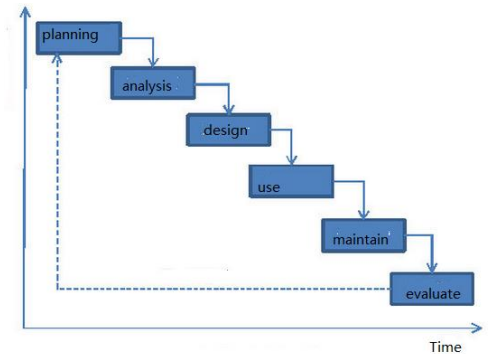 planning
analysis
design
use
maintain
evaluate
Time